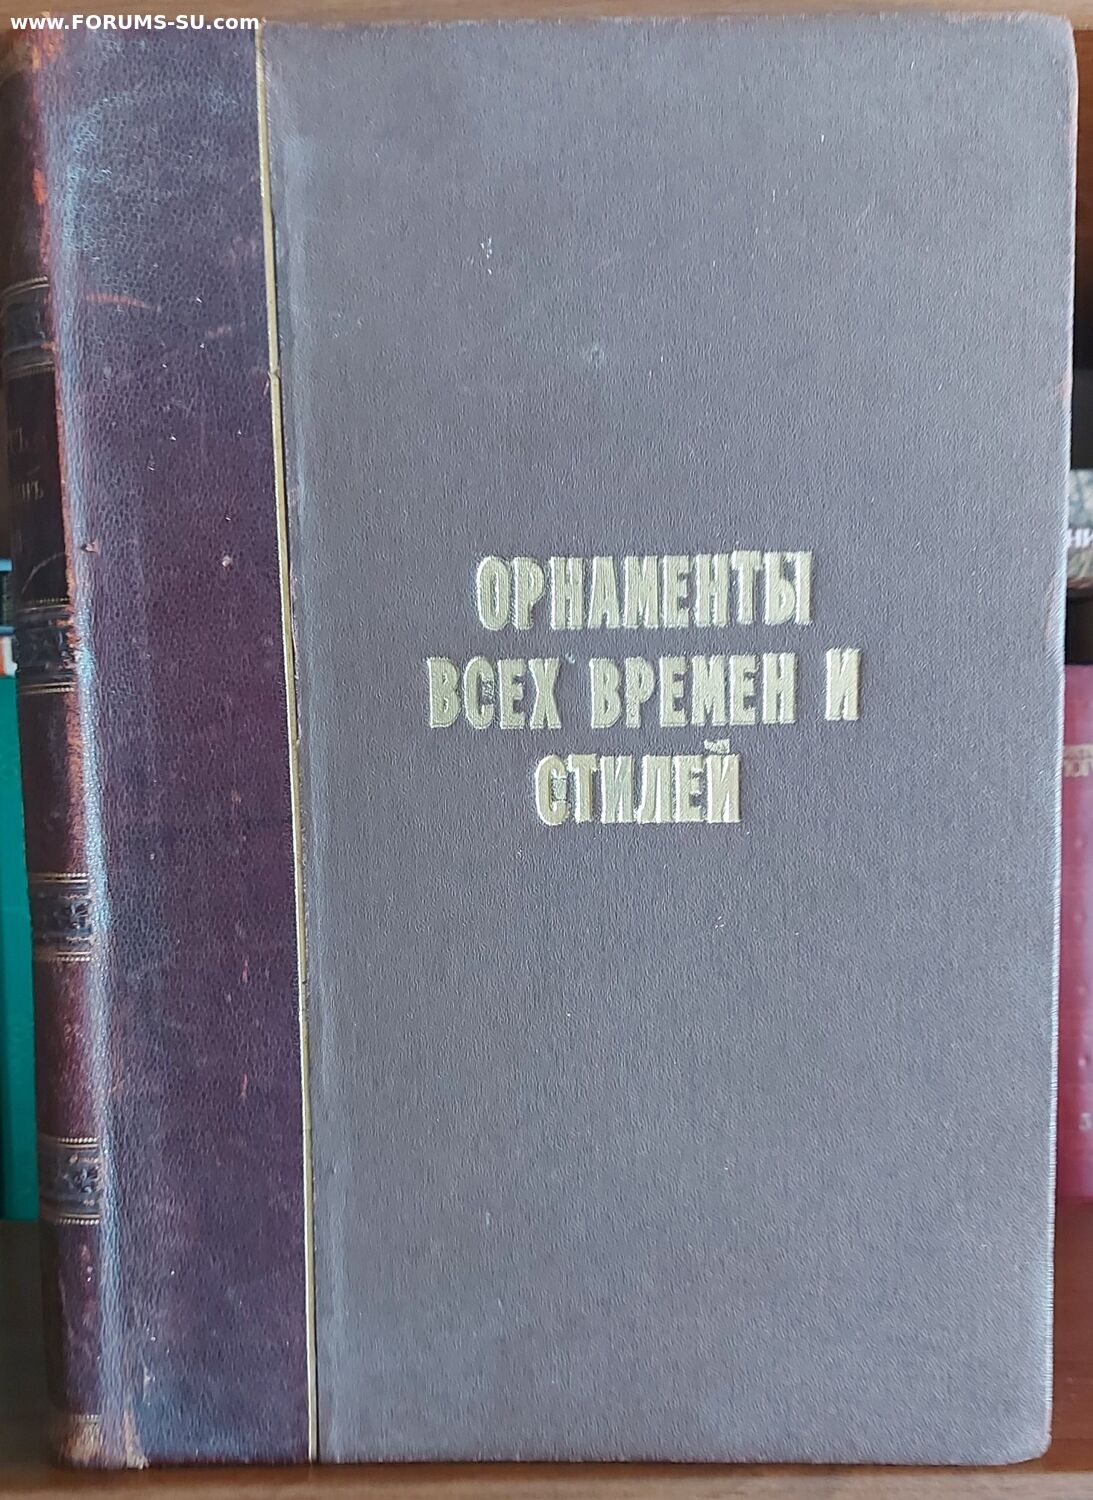 www.FORUMS-SU.com
ОРНАМЕНТЫ
ВСЕХ ВРЕМЕН И
СТИЛЕЙ